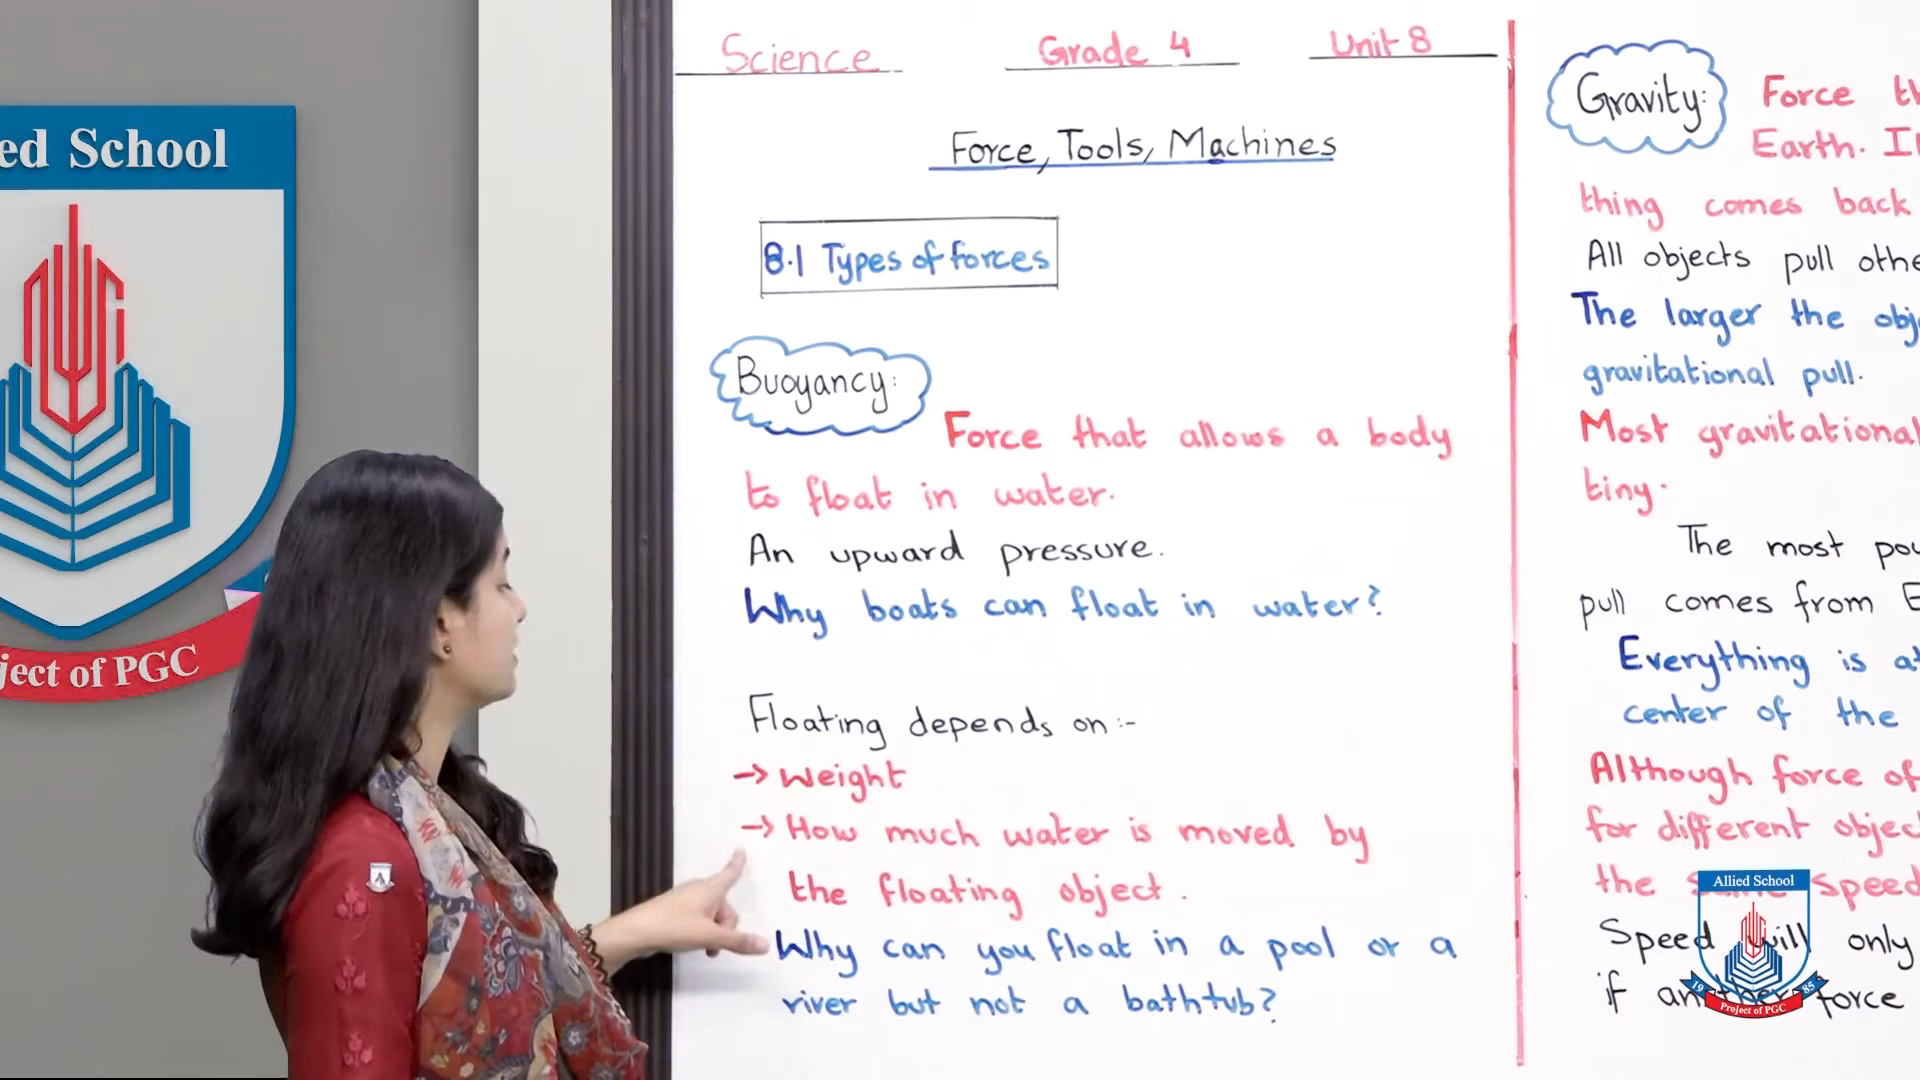 ed School
ject of PGC
Science Grade 4 Unit 8
Force, Tools, Machines
8.1 Types of forces
Buoyancy:
Force that allows a body
to float in water.
An upward pressure.
Why boats can float in water?
Floating depends on :-
→ Weight
→ How much water is moved by
the floating object.
Why can you float in a pool or a
river but not a bathtub?
Gravity:
Force
Earth.
thing comes back
All objects pull
The larger the
gravitational pull.
Most gravitational
tiny.
The most
pull comes from
Everything is
center of the
Although force of
for different
the same speed
Speed will only
if another force
Allied School
19 85
Project of PGC